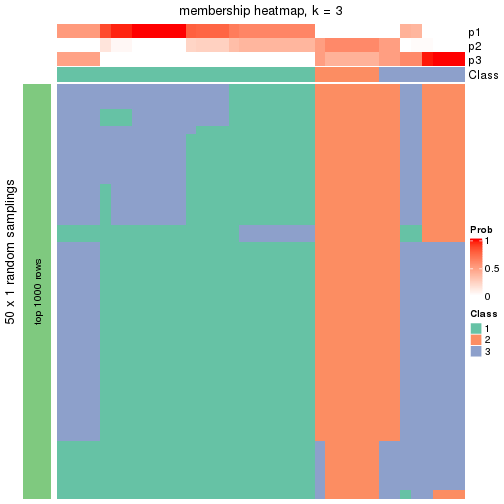 membership heatmap, k = 3
p1
p2
p3
Class
50 x 1 random samplings
top 1000 rows
Prob
1
0.5
0
Class
1
2
3